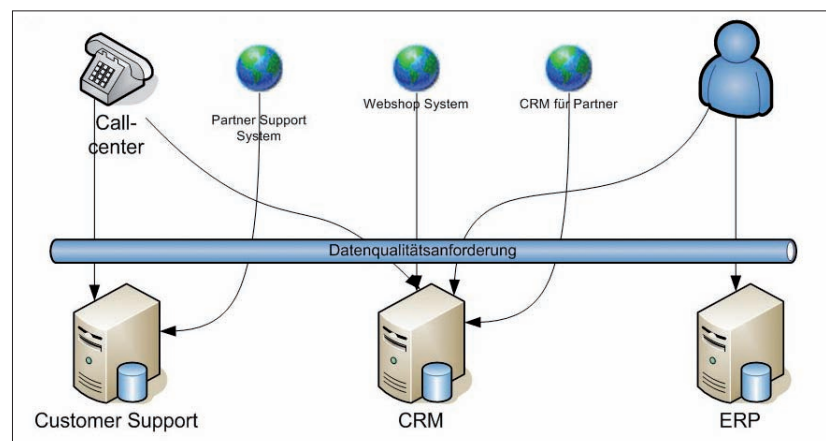 Call-
center
Partner Support
System
Webshop System
CRM für Partner
Datenqualitätsanforderung
Customer Support
CRM
ERP